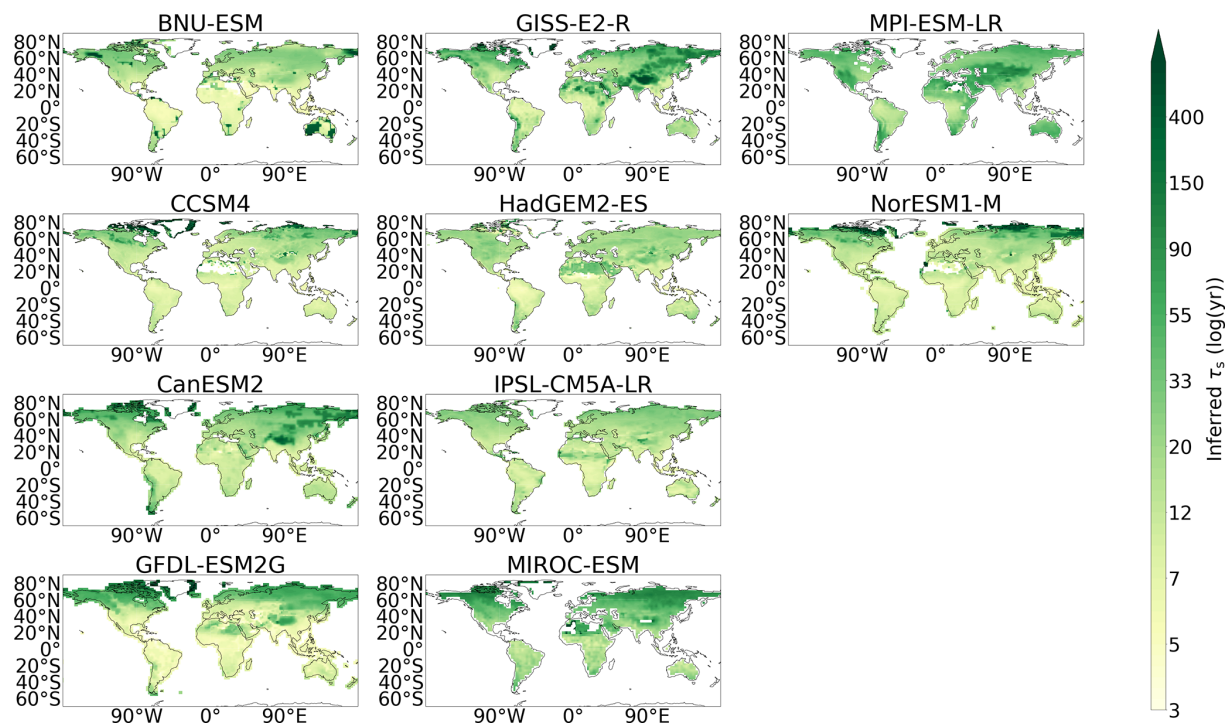 BNU-ESM
80°N
60°N
40°N
20°N
0°
20°S
40°S
60°S
90°W 0° 90°E
GISS-E2-R
80°N
60°N
40°N
20°N
0°
20°S
40°S
60°S
90°W 0° 90°E
MPI-ESM-LR
80°N
60°N
40°N
20°N
0°
20°S
40°S
60°S
90°W 0° 90°E
CCSM4
80°N
60°N
40°N
20°N
0°
20°S
40°S
60°S
90°W 0° 90°E
HadGEM2-ES
80°N
60°N
40°N
20°N
0°
20°S
40°S
60°S
90°W 0° 90°E
NorESM1-M
80°N
60°N
40°N
20°N
0°
20°S
40°S
60°S
90°W 0° 90°E
CanESM2
80°N
60°N
40°N
20°N
0°
20°S
40°S
60°S
90°W 0° 90°E
IPSL-CM5A-LR
80°N
60°N
40°N
20°N
0°
20°S
40°S
60°S
90°W 0° 90°E
GFDL-ESM2G
80°N
60°N
40°N
20°N
0°
20°S
40°S
60°S
90°W 0° 90°E
MIROC-ESM
80°N
60°N
40°N
20°N
0°
20°S
40°S
60°S
90°W 0° 90°E
400
150
90
55
33
20
12
7
5
3
Inferred τs (log(yr))